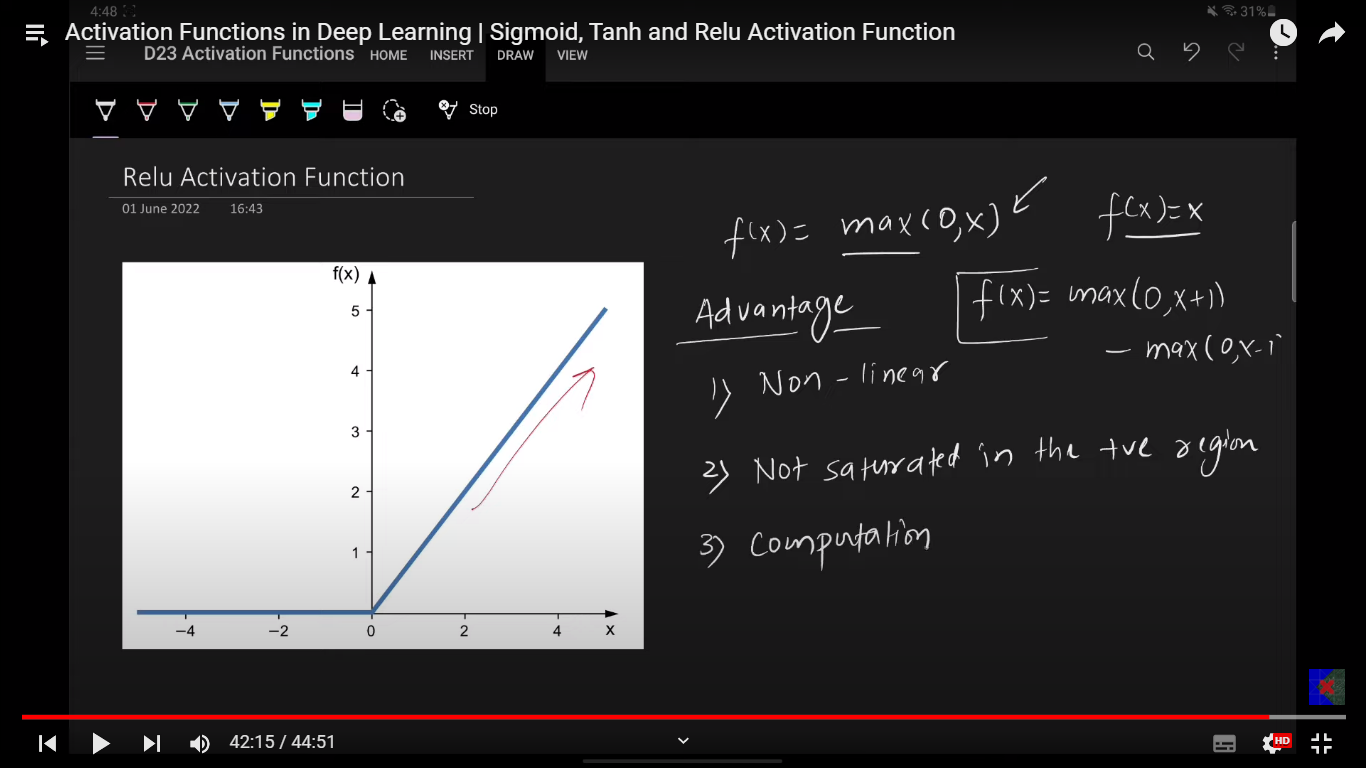 4:48
31%
Activation Functions in Deep Learning | Sigmoid, Tanh and Relu Activation Function
D23 Activation Functions HOME INSERT DRAW VIEW
Stop
Relu Activation Function
01 June 2022 16:43
f(x) = max(0,x)
f(x)=x
Advantage
f(x)= max(0,x+1)
- max(0,x-1
1) Non-linear
2) Not saturated in the +ve region
3) Computation
f(x)
5
4
3
2
1
-4 -2 0 2 4 x
42:15 / 44:51
HD